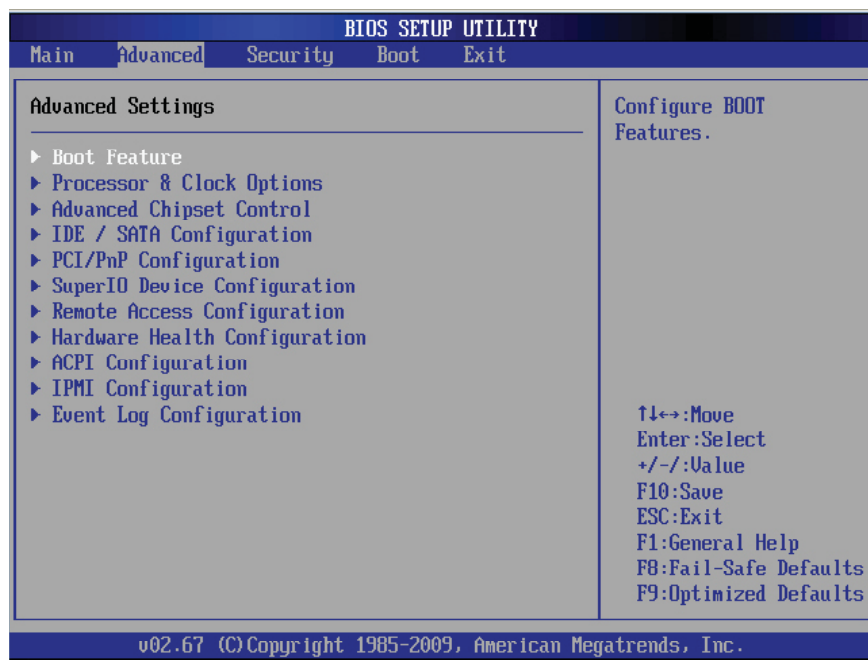 BIOS SETUP UTILITY
Main Advanced Security Boot Exit
Advanced Settings
▶ Boot Feature
▶ Processor & Clock Options
▶ Advanced Chipset Control
▶ IDE / SATA Configuration
▶ PCI/PnP Configuration
▶ SuperIO Device Configuration
▶ Remote Access Configuration
▶ Hardware Health Configuration
▶ ACPI Configuration
▶ IPMI Configuration
▶ Event Log Configuration
Configure BOOT
Features.
↑↓←→:Move
Enter:Select
+/-/:Value
F10:Save
ESC:Exit
F1:General Help
F8:Fail-Safe Defaults
F9:Optimized Defaults
v02.67 (C)Copyright 1985-2009, American Megatrends, Inc.